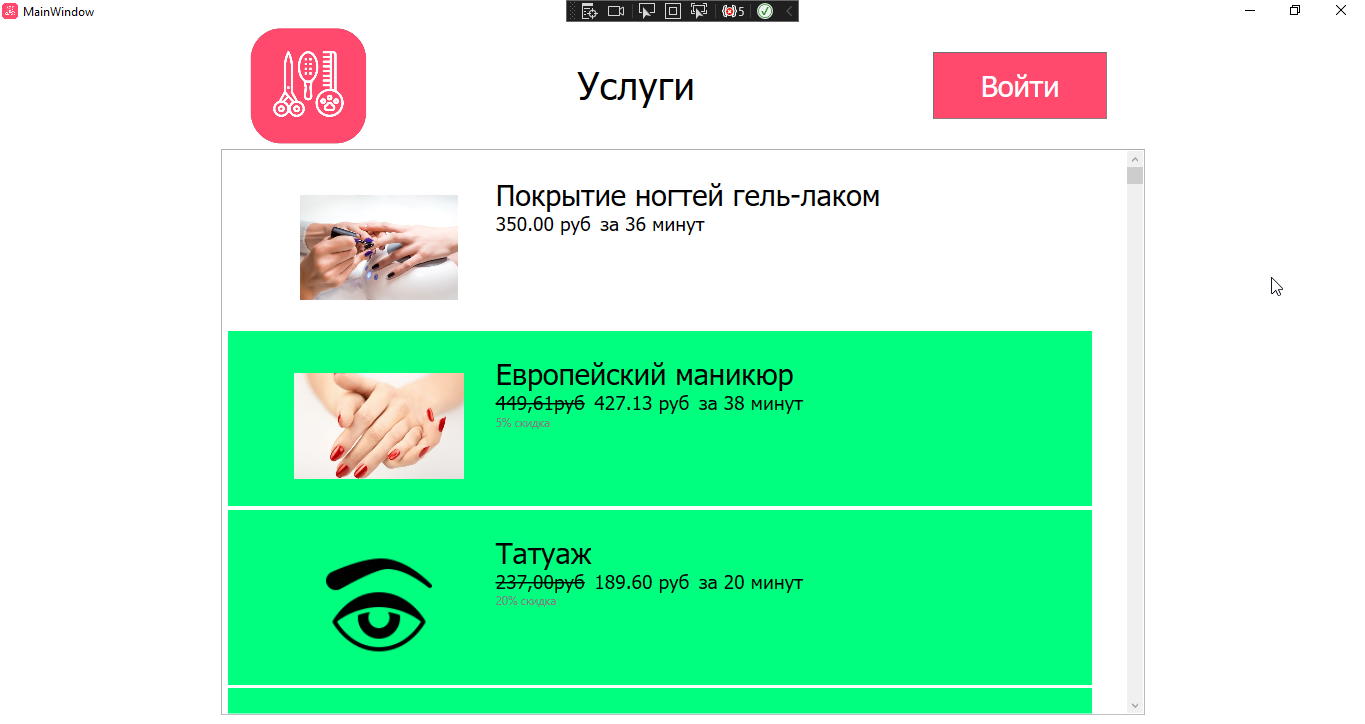 MainWindow
5
Услуги
Войти
Покрытие ногтей гель-лаком
350.00 руб за 36 минут
Европейский маникюр
449,61руб 427.13 руб за 38 минут
5% скидка
Татуаж
237,00руб 189.60 руб за 20 минут
20% скидка